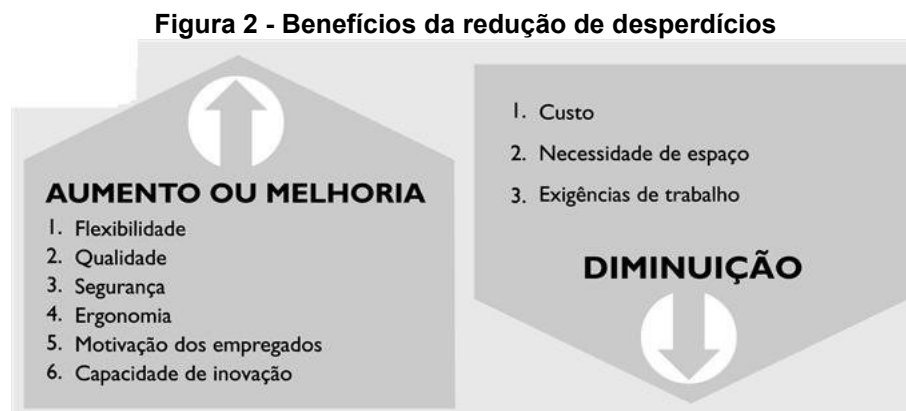 Figura 2 - Benefícios da redução de desperdícios
AUMENTO OU MELHORIA
1. Flexibilidade
2. Qualidade
3. Segurança
4. Ergonomia
5. Motivação dos empregados
6. Capacidade de inovação
1. Custo
2. Necessidade de espaço
3. Exigências de trabalho
DIMINUIÇÃO